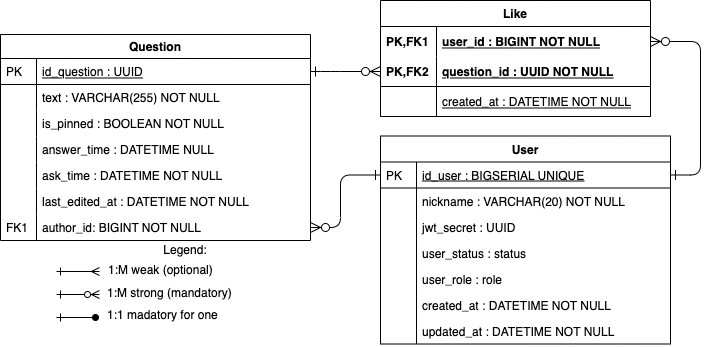 Question
PK id_question : UUID
text : VARCHAR(255) NOT NULL
is_pinned : BOOLEAN NOT NULL
answer_time : DATETIME NULL
ask_time : DATETIME NOT NULL
last_edited_at : DATETIME NOT NULL
FK1 author_id: BIGINT NOT NULL
Like
PK,FK1 user_id : BIGINT NOT NULL
PK,FK2 question_id : UUID NOT NULL
created_at : DATETIME NOT NULL
User
PK id_user : BIGSERIAL UNIQUE
nickname : VARCHAR(20) NOT NULL
jwt_secret : UUID
user_status : status
user_role : role
created_at : DATETIME NOT NULL
updated_at : DATETIME NOT NULL
Legend:
1:M weak (optional)
1:M strong (mandatory)
1:1 madatory for one